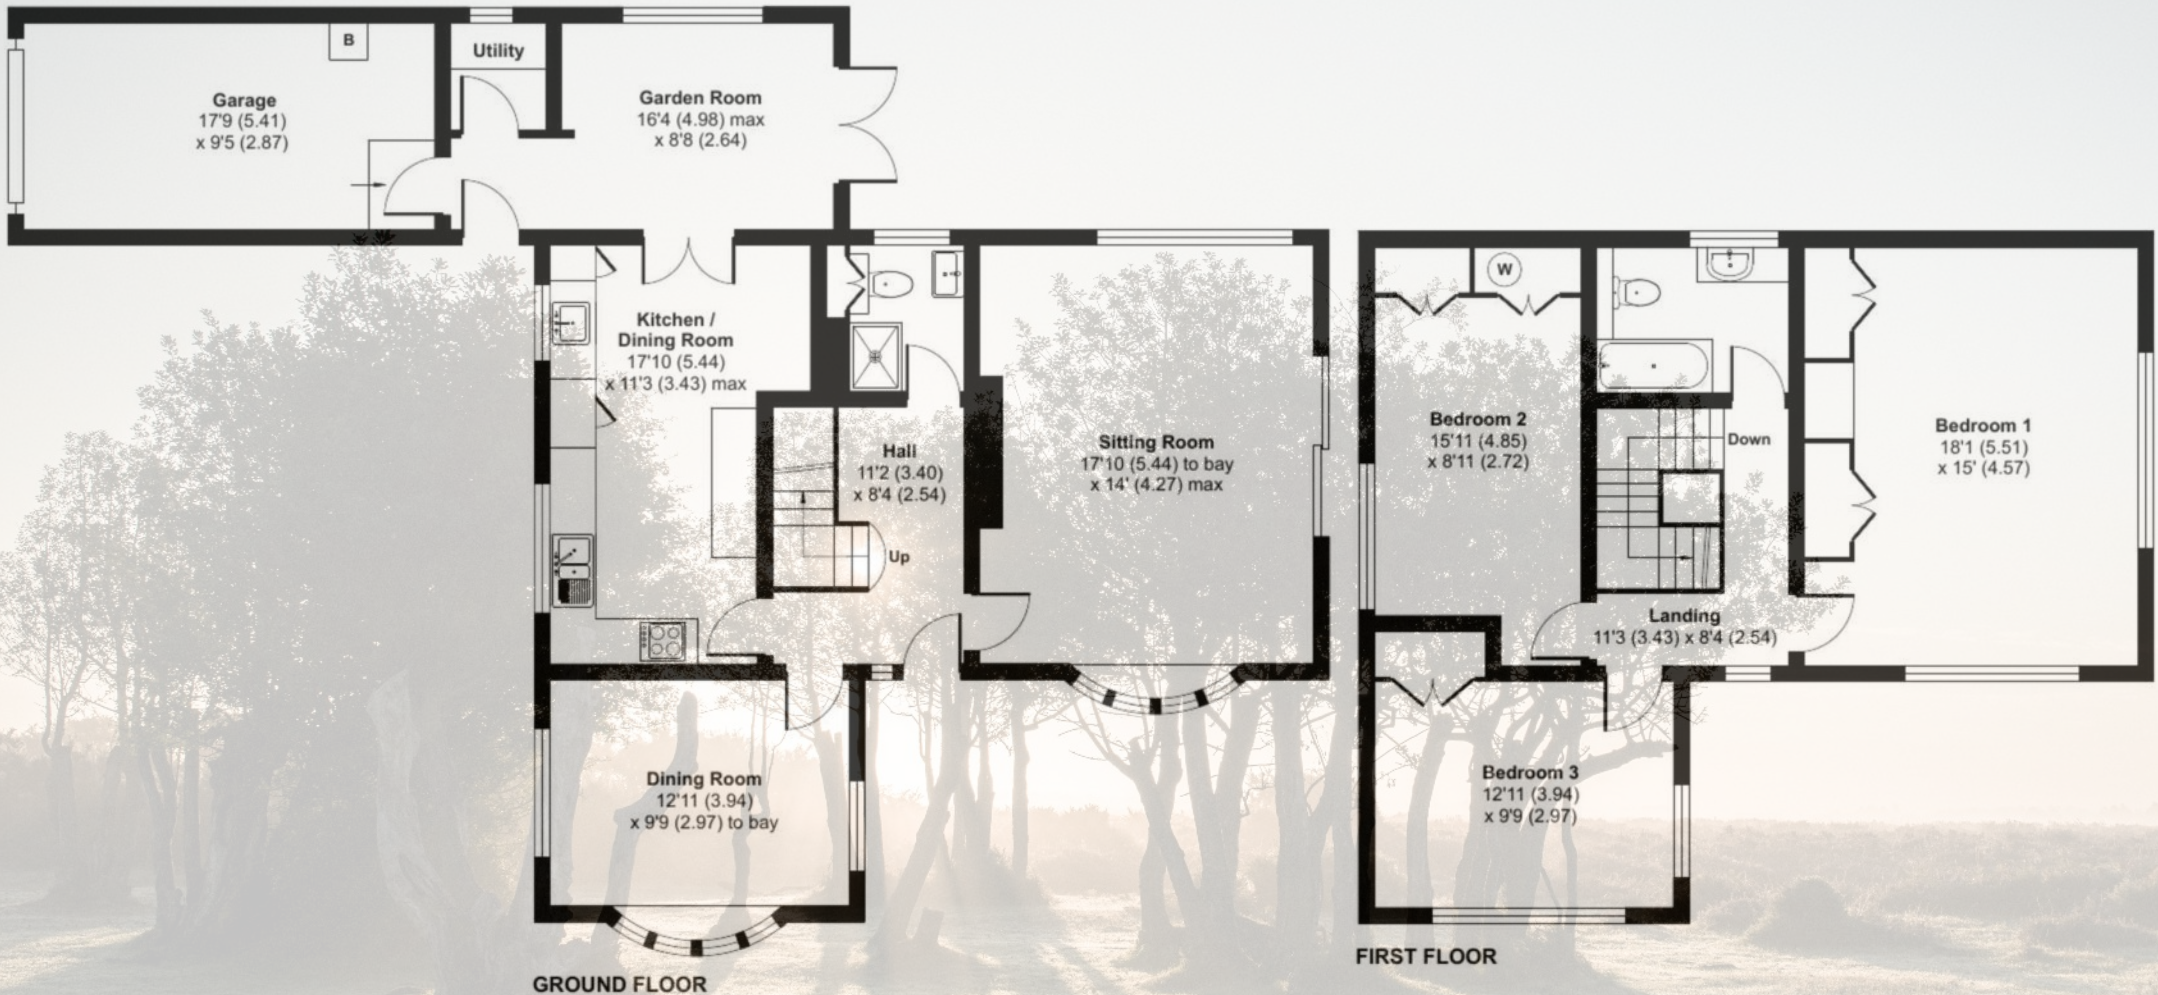 B
Utility
Garage
17'9 (5.41)
x 9'5 (2.87)
Garden Room
16'4 (4.98) max
x 8'8 (2.64)
Kitchen /
Dining Room
17'10 (5.44)
x 11'3 (3.43) max
Hall
11'2 (3.40)
x 8'4 (2.54)
Up
Sitting Room
17'10 (5.44) to bay
x 14' (4.27) max
Dining Room
12'11 (3.94)
x 9'9 (2.97) to bay
GROUND FLOOR
W
Bedroom 2
15'11 (4.85)
x 8'11 (2.72)
Down
Bedroom 1
18'1 (5.51)
x 15' (4.57)
Landing
11'3 (3.43) x 8'4 (2.54)
Bedroom 3
12'11 (3.94)
x 9'9 (2.97)
FIRST FLOOR